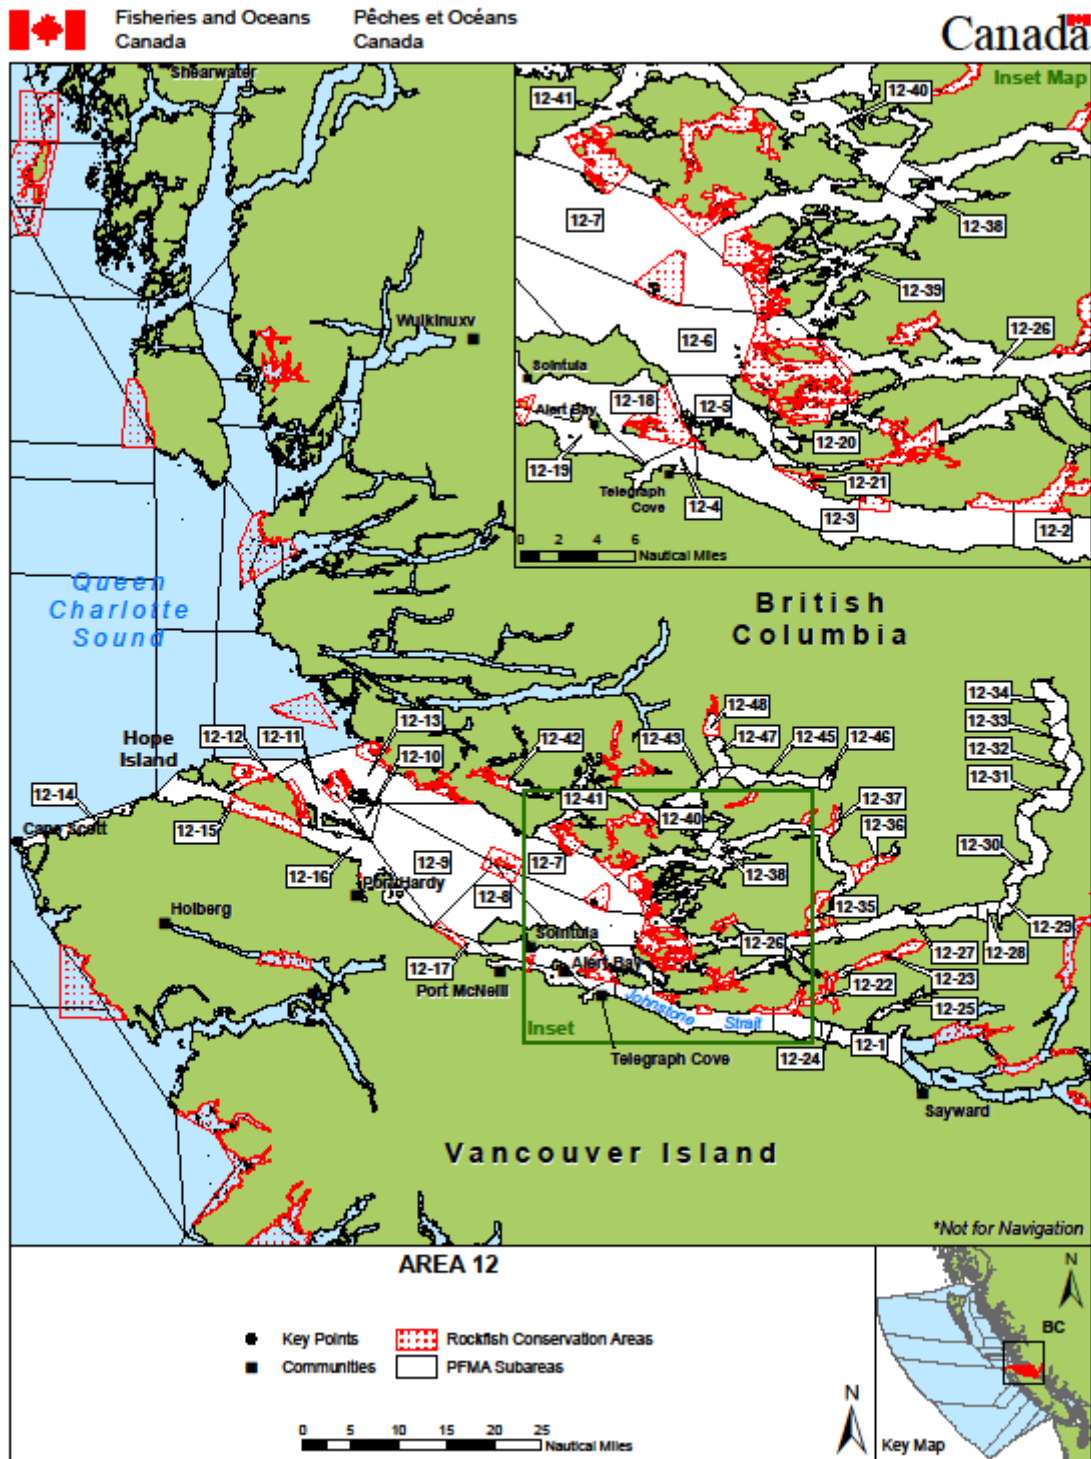 Fisheries and Oceans
Canada
Pêches et Océans
Canada
Canada
Shearwater
Wuikinuxv
Queen
Charlotte
Sound
British
Columbia
Hope
Island
Cape Scott
Port Hardy
Holberg
Sointula
Alert Bay
Port McNeill
Johnstone Strait
Inset
Telegraph Cove
Sayward
Vancouver Island
*Not for Navigation
12-14
12-15
12-12
12-11
12-13
12-10
12-16
12-9
12-8
12-7
12-17
12-42
12-41
12-43
12-48
12-47
12-45
12-46
12-40
12-38
12-37
12-36
12-35
12-26
12-27
12-28
12-29
12-30
12-31
12-32
12-33
12-34
12-23
12-22
12-25
12-1
12-24
Inset Map
12-41
12-40
12-7
12-38
12-39
12-26
12-6
Sointula
Alert Bay
12-18
12-5
12-20
12-19
12-21
Telegraph
Cove
12-4
12-3
12-2
0 2 4 6
Nautical Miles
AREA 12
Key Points
Communities
Rockfish Conservation Areas
PFMA Subareas
0 5 10 15 20 25
Nautical Miles
N
N
BC
Key Map